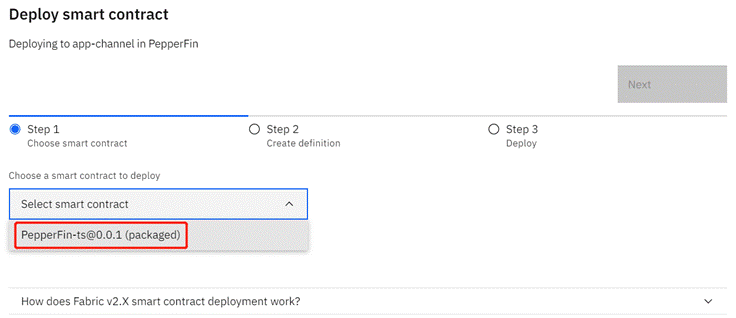 Deploy smart contract
Deploying to app-channel in PepperFin
Next
Step 1
Choose smart contract
Step 2
Create definition
Step 3
Deploy
Choose a smart contract to deploy
Select smart contract
PepperFin-ts@0.0.1 (packaged)
How does Fabric v2.X smart contract deployment work?